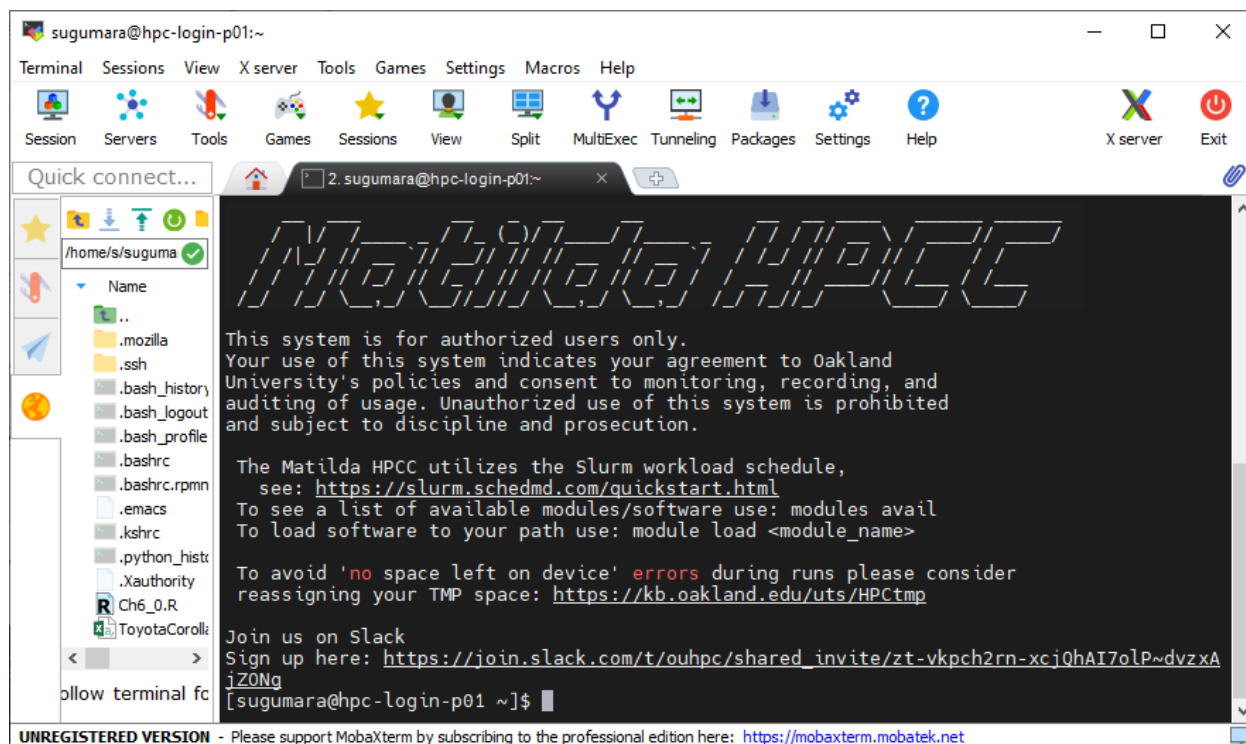 sugumara@hpc-login-p01:~
Terminal Sessions View X server Tools Games Settings Macros Help
Session Servers Tools Games Sessions View Split MultiExec Tunneling Packages Settings Help X server Exit
Quick connect...
2. sugumara@hpc-login-p01:~
/home/s/suguma
Name
..
.mozilla
.ssh
.bash_history
.bash_logout
.bash_profile
.bashrc
.bashrc.rpmn
.emacs
.kshrc
.python_histo
.Xauthority
Ch6_0.R
ToyotaCorolla
ollow terminal fo
Matilda HPCC
This system is for authorized users only.
Your use of this system indicates your agreement to Oakland
University's policies and consent to monitoring, recording, and
auditing of usage. Unauthorized use of this system is prohibited
and subject to discipline and prosecution.
The Matilda HPCC utilizes the Slurm workload schedule,
see: https://slurm.schedmd.com/quickstart.html
To see a list of available modules/software use: modules avail
To load software to your path use: module load <module_name>
To avoid 'no space left on device' errors during runs please consider
reassigning your TMP space: https://kb.oakland.edu/uts/HPCtmp
Join us on Slack
Sign up here: https://join.slack.com/t/ouhpc/shared_invite/zt-vkpch2rn-xcjQhAI7olP~dvzxA
jZONg
[sugumara@hpc-login-p01 ~]$
UNREGISTERED VERSION - Please support MobaXterm by subscribing to the professional edition here: https://mobaxterm.mobatek.net